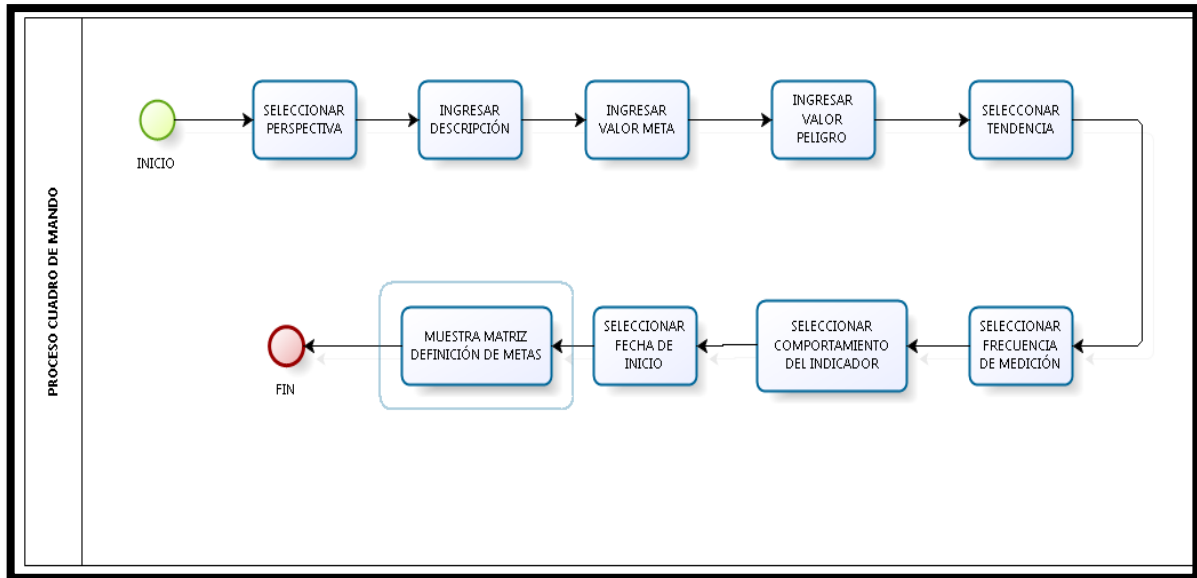 PROCESO CUADRO DE MANDO
INICIO
SELECCIONAR
PERSPECTIVA
INGRESAR
DESCRIPCIÓN
INGRESAR
VALOR META
INGRESAR
VALOR
PELIGRO
SELECCONAR
TENDENCIA
SELECCIONAR
FRECUENCIA
DE MEDICIÓN
SELECCIONAR
COMPORTAMIENTO
DEL INDICADOR
SELECCIONAR
FECHA DE
INICIO
MUESTRA MATRIZ
DEFINICIÓN DE METAS
FIN